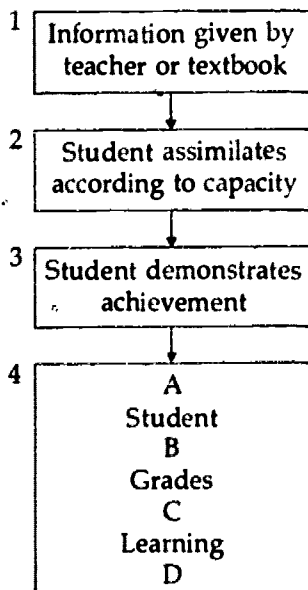 1
Information given by
teacher or textbook
2
Student assimilates
according to capacity
3
Student demonstrates
achievement
4
A
Student
B
Grades
C
Learning
D